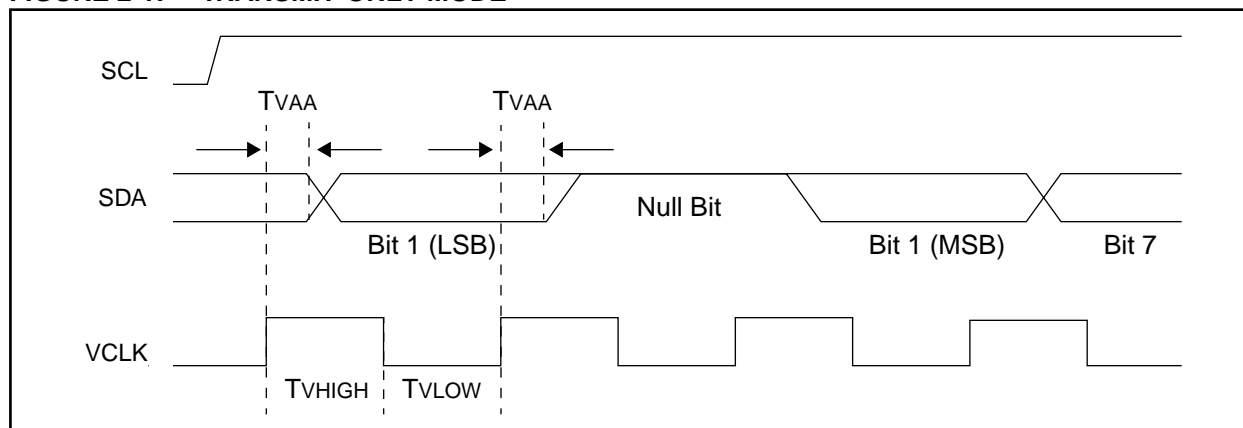 SCL
TVAA TVAA
SDA
Null Bit
Bit 1 (LSB) Bit 1 (MSB) Bit 7
VCLK
TVHIGH TVLOW